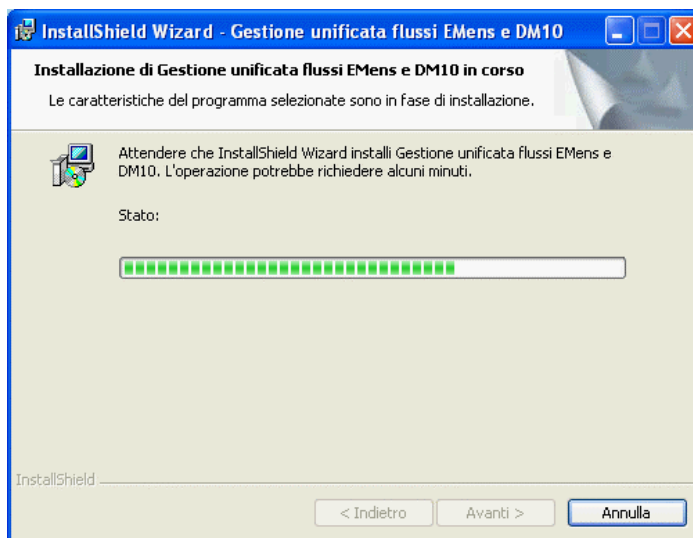 InstallShield Wizard - Gestione unificata flussi EMens e DM10
Installazione di Gestione unificata flussi EMens e DM10 in corso
Le caratteristiche del programma selezionate sono in fase di installazione.
Attendere che InstallShield Wizard installi Gestione unificata flussi EMens e
DM10. L'operazione potrebbe richiedere alcuni minuti.
Stato:
InstallShield
< Indietro
Avanti >
Annulla